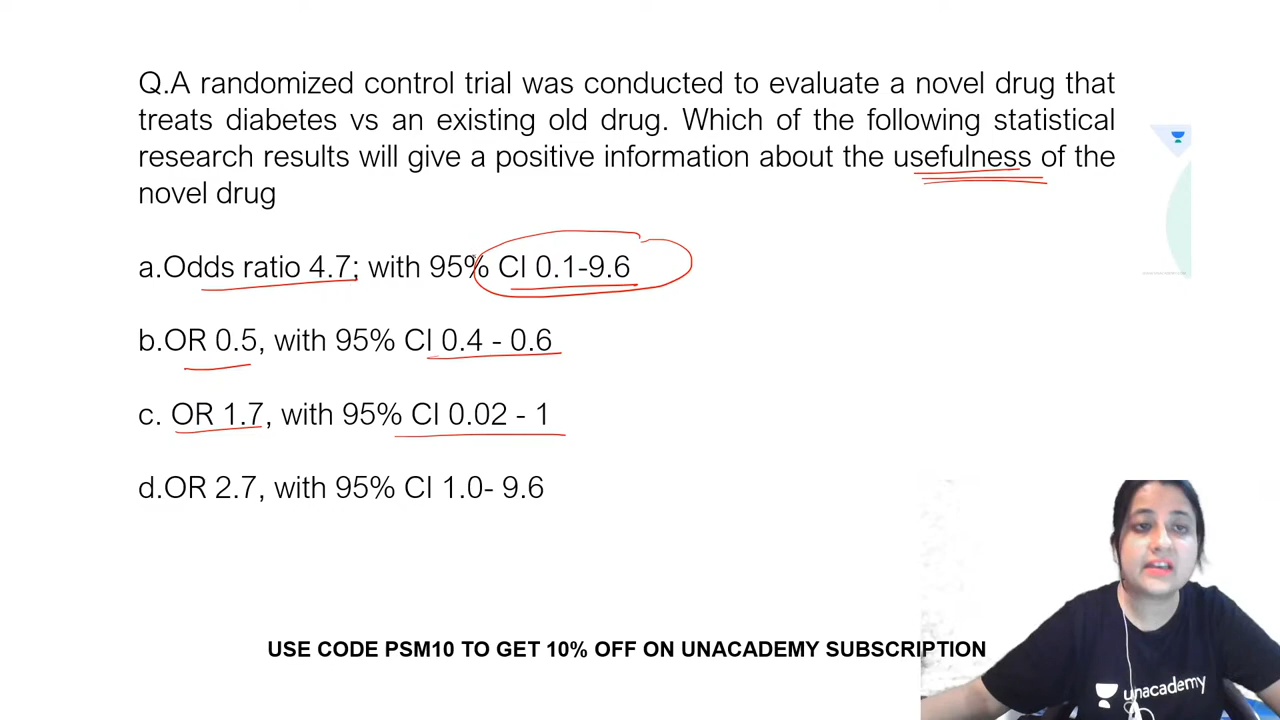 Q.A randomized control trial was conducted to evaluate a novel drug that
treats diabetes vs an existing old drug. Which of the following statistical
research results will give a positive information about the usefulness of the
novel drug
a.Odds ratio 4.7; with 95% CI 0.1-9.6
b.OR 0.5, with 95% CI 0.4 - 0.6
c. OR 1.7, with 95% CI 0.02 - 1
d.OR 2.7, with 95% CI 1.0- 9.6
USE CODE PSM10 TO GET 10% OFF ON UNACADEMY SUBSCRIPTION
unacademy